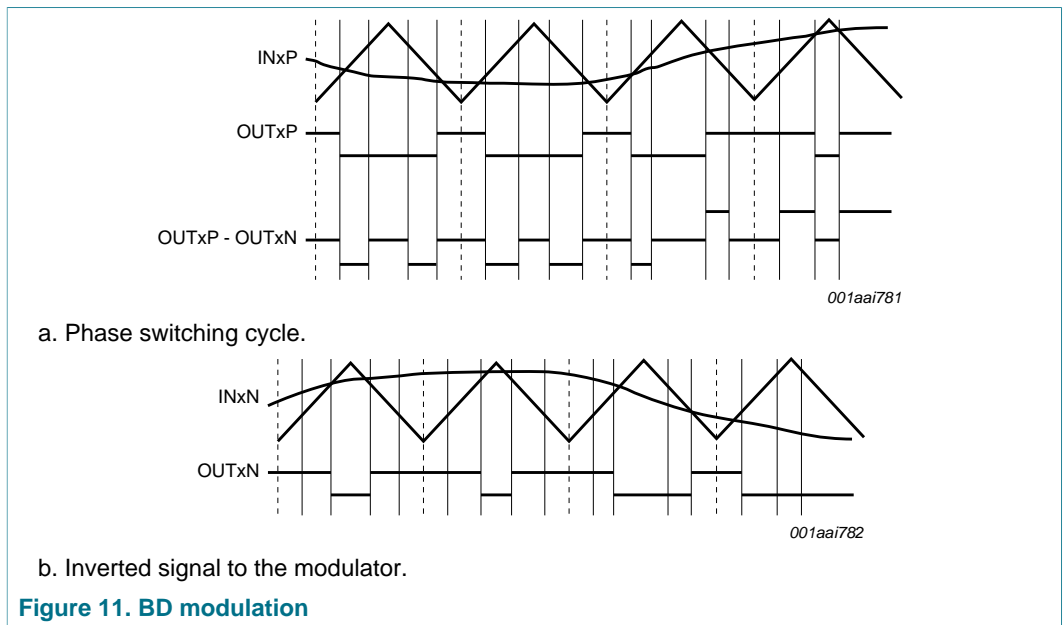 INxP
OUTxP
OUTxP - OUTxN
001aai781
a. Phase switching cycle.
INxN
OUTxN
001aai782
b. Inverted signal to the modulator.
Figure 11. BD modulation